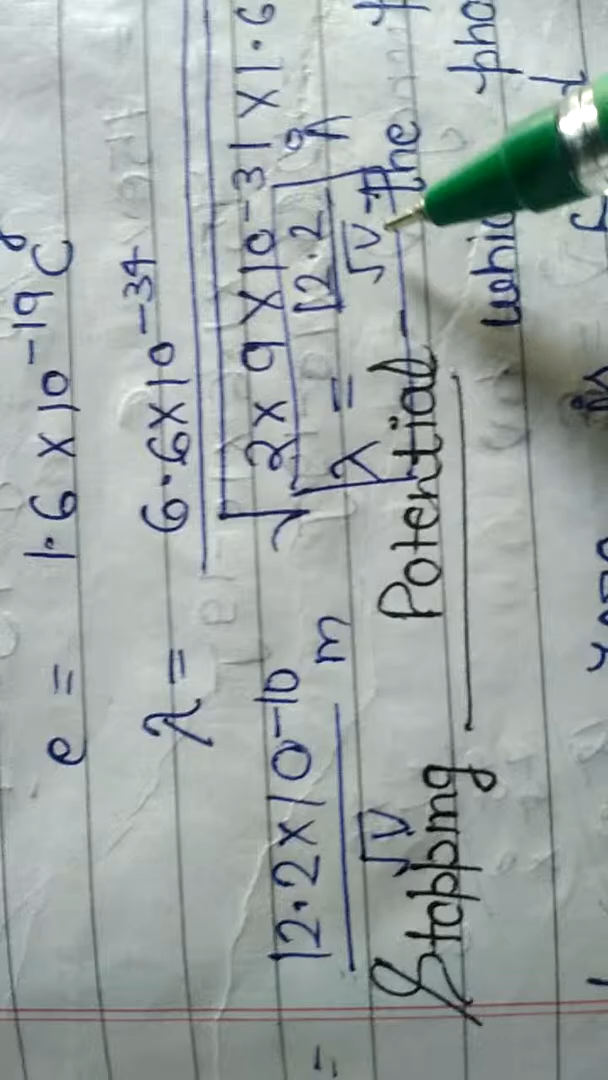 e = 1.6 X 10⁻¹⁹ C
λ = 6.6 X 10⁻³⁴
√ 2 X 9 X 10⁻³¹ X 1.6
= 12.2 X 10⁻¹⁰ m
√V
λ = 12.2 Å
√V
Stopping Potential - The
which pho